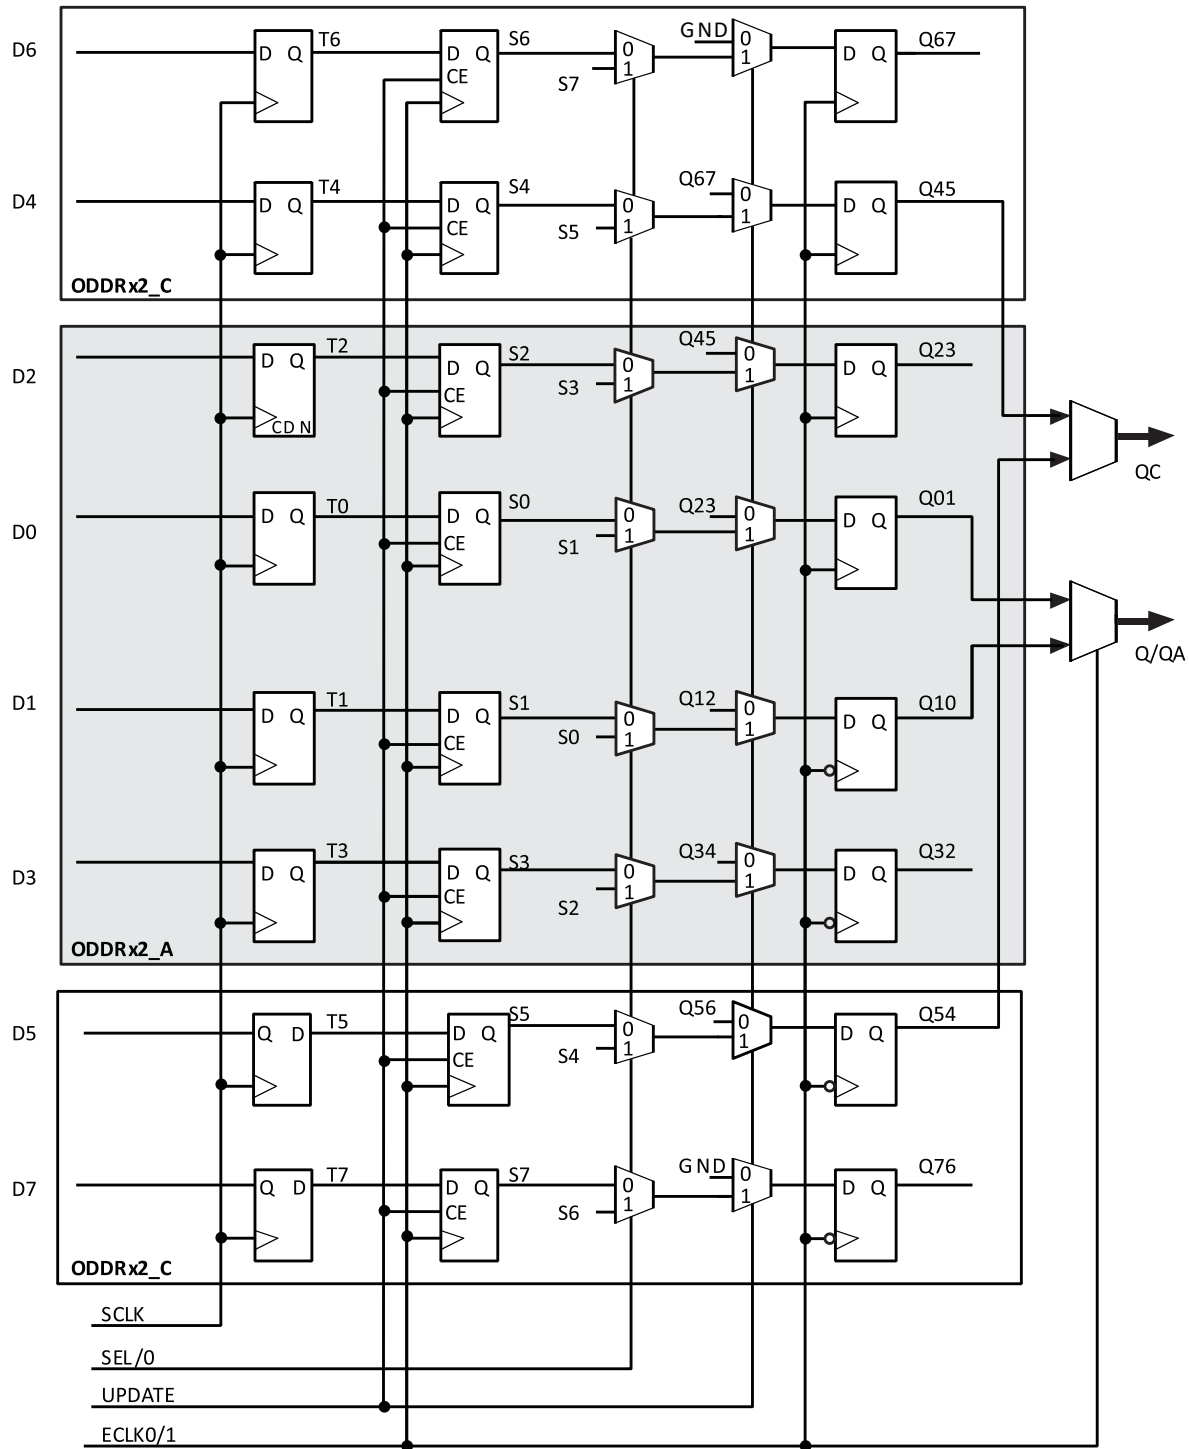 D6 D Q T6 D Q CE S6 S7 0 1 GND 0 1 D Q Q67
D4 D Q T4 D Q CE S4 S5 0 1 Q67 0 1 D Q Q45
ODDRx2_C
D2 D Q CDN T2 D Q CE S2 S3 0 1 Q45 0 1 D Q Q23
QC
D0 D Q T0 D Q CE S0 S1 0 1 Q23 0 1 D Q Q01
Q/QA
D1 D Q T1 D Q CE S1 S0 0 1 Q12 0 1 D Q Q10
D3 D Q T3 D Q CE S3 S2 0 1 Q34 0 1 D Q Q32
ODDRx2_A
D5 Q D T5 D Q CE S5 S4 0 1 Q56 0 1 D Q Q54
D7 Q D T7 D Q CE S7 S6 0 1 GND 0 1 D Q Q76
ODDRx2_C
SCLK
SEL/0
UPDATE
ECLK0/1